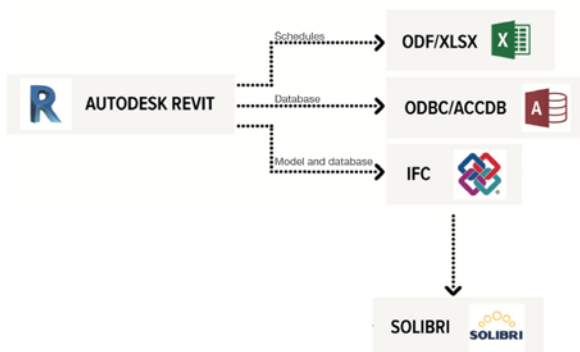 Schedules
ODF/XLSX
X
R
AUTODESK REVIT
Database
ODBC/ACCDB
A
Model and database
IFC
SOLIBRI
SOLIBRI